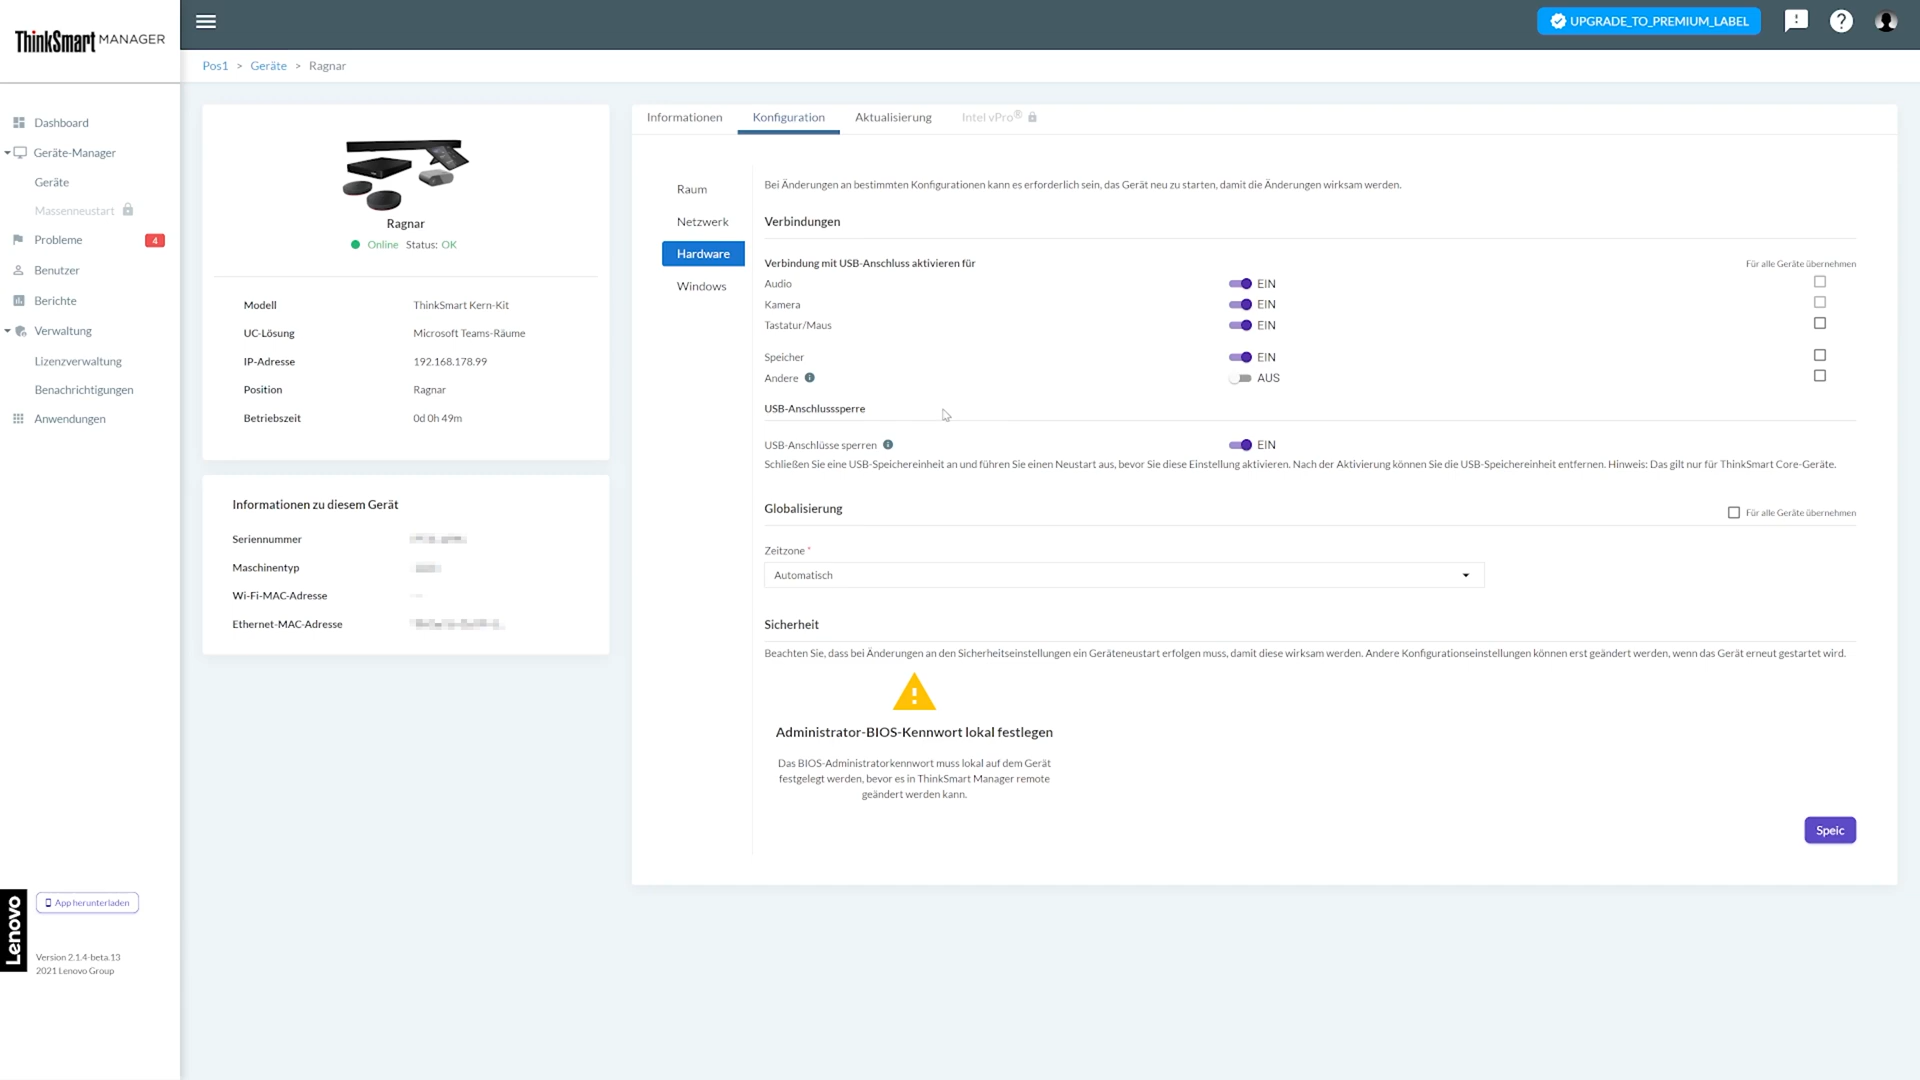 ThinkSmart MANAGER
UPGRADE_TO_PREMIUM_LABEL
Pos1 > Geräte > Ragnar
Dashboard
Geräte-Manager
Geräte
Massenneustart
Probleme 4
Benutzer
Berichte
Verwaltung
Lizenzverwaltung
Benachrichtigungen
Anwendungen
App herunterladen
Lenovo
Version 2.1.4-beta.13
2021 Lenovo Group
Ragnar
Online Status: OK
Modell ThinkSmart Kern-Kit
UC-Lösung Microsoft Teams-Räume
IP-Adresse 192.168.178.99
Position Ragnar
Betriebszeit 0d 0h 49m
Informationen zu diesem Gerät
Seriennummer
Maschinentyp
Wi-Fi-MAC-Adresse
Ethernet-MAC-Adresse
Informationen Konfiguration Aktualisierung Intel vPro®
Raum
Netzwerk
Hardware
Windows
Bei Änderungen an bestimmten Konfigurationen kann es erforderlich sein, das Gerät neu zu starten, damit die Änderungen wirksam werden.
Verbindungen
Verbindung mit USB-Anschluss aktivieren für Für alle Geräte übernehmen
Audio EIN
Kamera EIN
Tastatur/Maus EIN
Speicher EIN
Andere AUS
USB-Anschlusssperre
USB-Anschlüsse sperren EIN
Schließen Sie eine USB-Speichereinheit an und führen Sie einen Neustart aus, bevor Sie diese Einstellung aktivieren. Nach der Aktivierung können Sie die USB-Speichereinheit entfernen. Hinweis: Das gilt nur für ThinkSmart Core-Geräte.
Globalisierung Für alle Geräte übernehmen
Zeitzone *
Automatisch
Sicherheit
Beachten Sie, dass bei Änderungen an den Sicherheitseinstellungen ein Geräteneustart erfolgen muss, damit diese wirksam werden. Andere Konfigurationseinstellungen können erst geändert werden, wenn das Gerät erneut gestartet wird.
Administrator-BIOS-Kennwort lokal festlegen
Das BIOS-Administratorkennwort muss lokal auf dem Gerät
festgelegt werden, bevor es in ThinkSmart Manager remote
geändert werden kann.
Speic